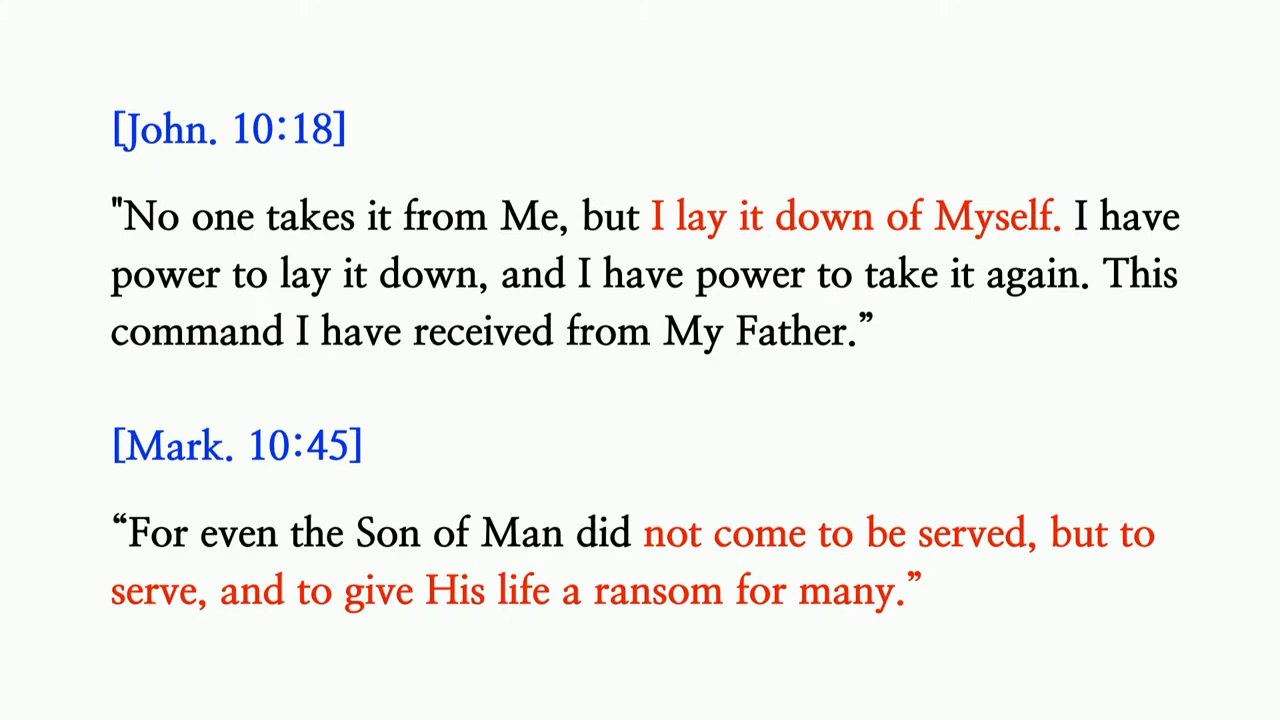 [John. 10:18]
"No one takes it from Me, but I lay it down of Myself. I have
power to lay it down, and I have power to take it again. This
command I have received from My Father.”
[Mark. 10:45]
“For even the Son of Man did not come to be served, but to
serve, and to give His life a ransom for many.”